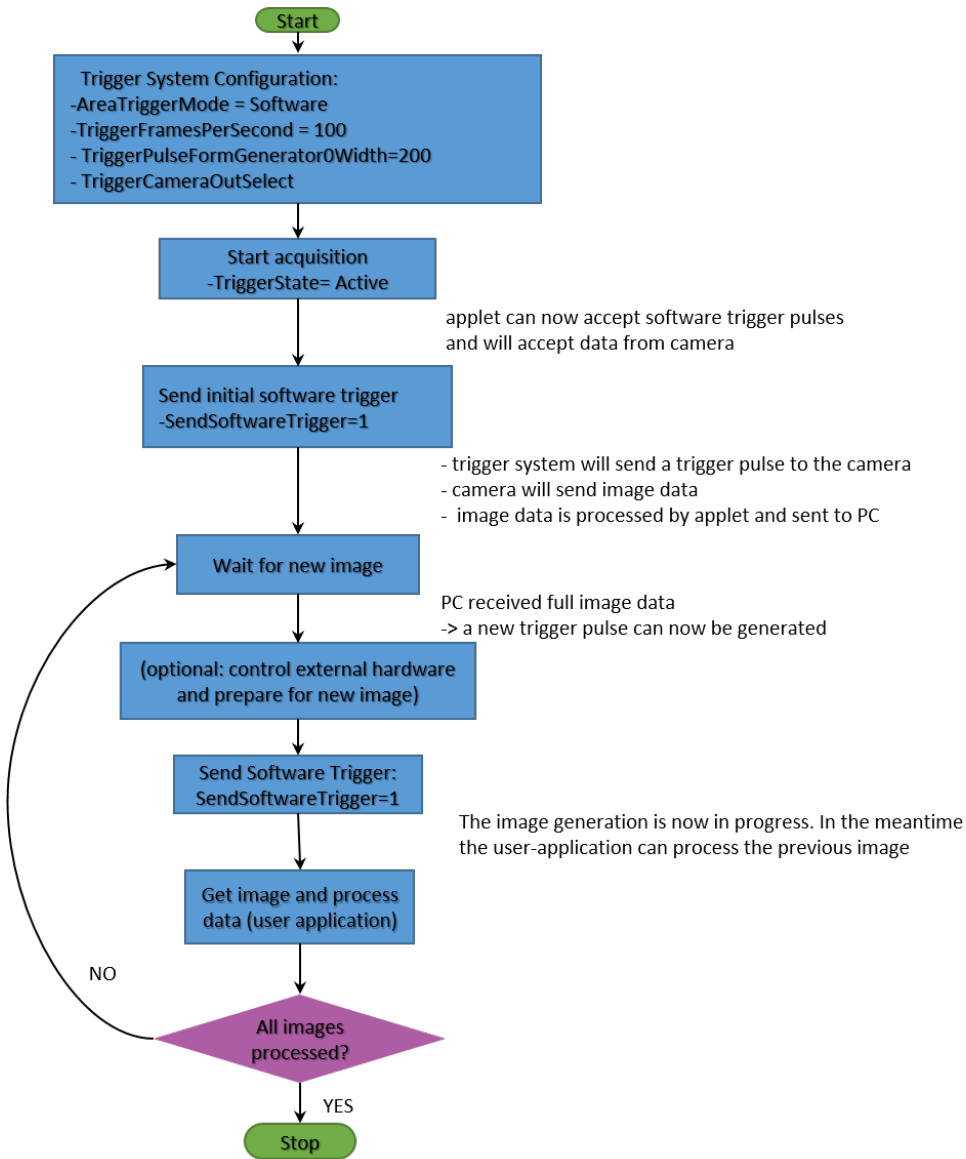 Start
Trigger System Configuration:
-AreaTriggerMode = Software
-TriggerFramesPerSecond = 100
- TriggerPulseFormGenerator0Width=200
- TriggerCameraOutSelect
Start acquisition
-TriggerState= Active
applet can now accept software trigger pulses
and will accept data from camera
Send initial software trigger
-SendSoftwareTrigger=1
- trigger system will send a trigger pulse to the camera
- camera will send image data
- image data is processed by applet and sent to PC
Wait for new image
PC received full image data
-> a new trigger pulse can now be generated
(optional: control external hardware
and prepare for new image)
Send Software Trigger:
SendSoftwareTrigger=1
The image generation is now in progress. In the meantime
the user-application can process the previous image
Get image and process
data (user application)
NO
All images
processed?
YES
Stop